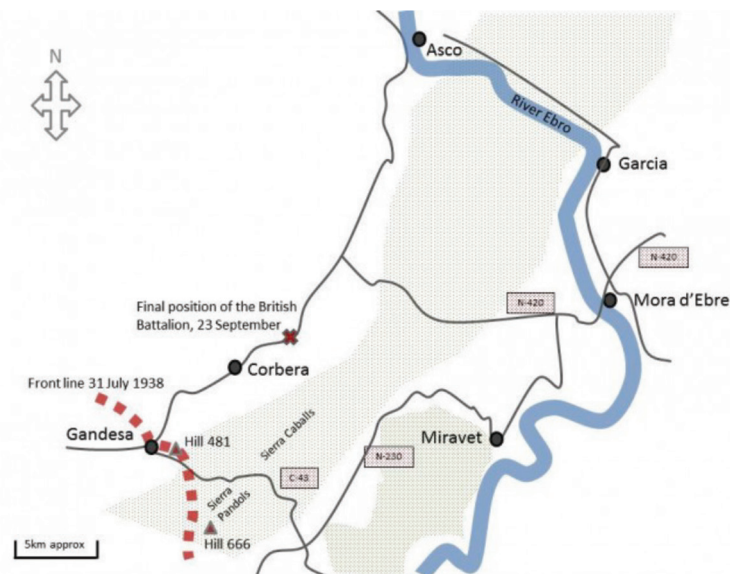 N
Asco
River Ebro
Garcia
N-420
N-420
Mora d'Ebre
Final position of the British
Battalion, 23 September
Corbera
Front line 31 July 1938
Gandesa
Hill 481
Sierra Caballs
Miravet
N-230
C-43
Sierra
Pandols
Hill 666
5km approx